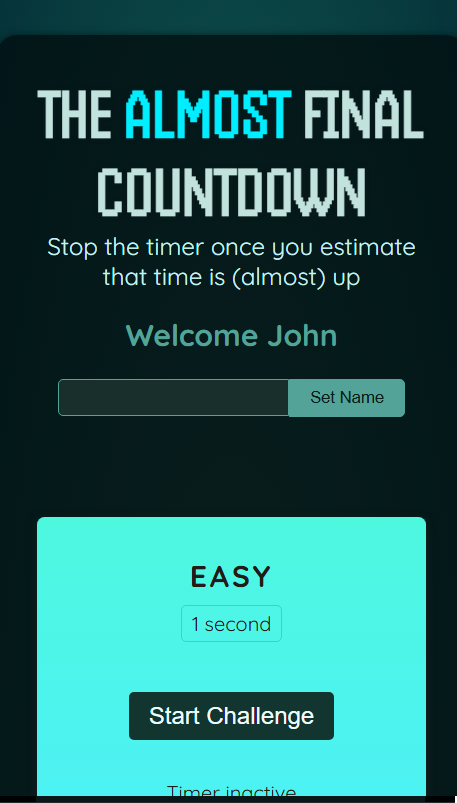 THE ALMOST FINAL
COUNTDOWN
Stop the timer once you estimate
that time is (almost) up
Welcome John
Set Name
EASY
1 second
Start Challenge
Timer inactive